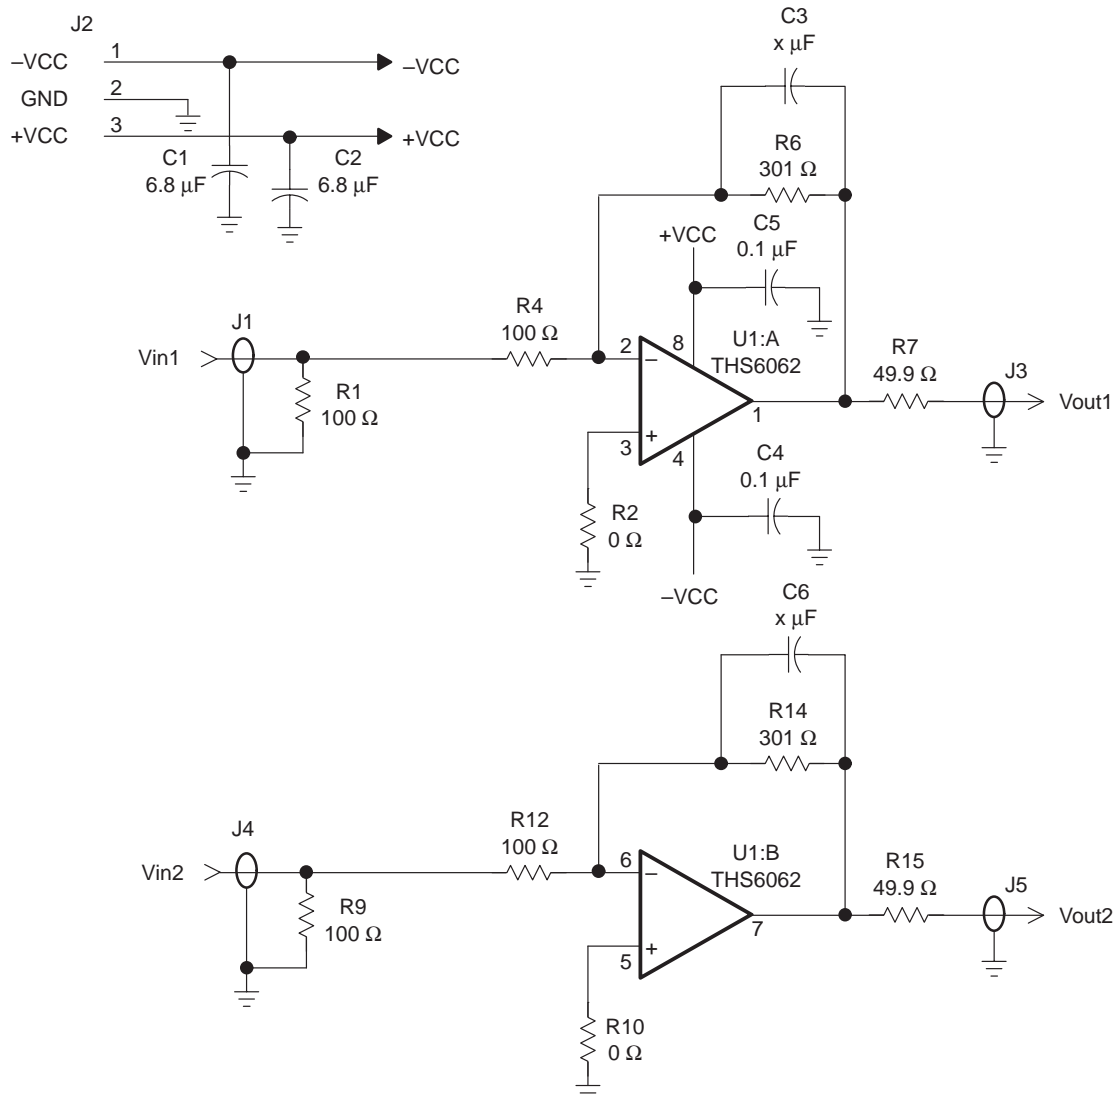 J2
–VCC 1 –VCC
GND 2
+VCC 3 +VCC
C1
6.8 µF
C2
6.8 µF
C3
x µF
R6
301 Ω
C5
0.1 µF
+VCC
Vin1
J1
R1
100 Ω
R4
100 Ω
2
–
8
U1:A
THS6062
3
+
4
1
R7
49.9 Ω
J3
Vout1
R2
0 Ω
C4
0.1 µF
–VCC
C6
x µF
R14
301 Ω
Vin2
J4
R9
100 Ω
R12
100 Ω
6
–
U1:B
THS6062
5
+
7
R15
49.9 Ω
J5
Vout2
R10
0 Ω